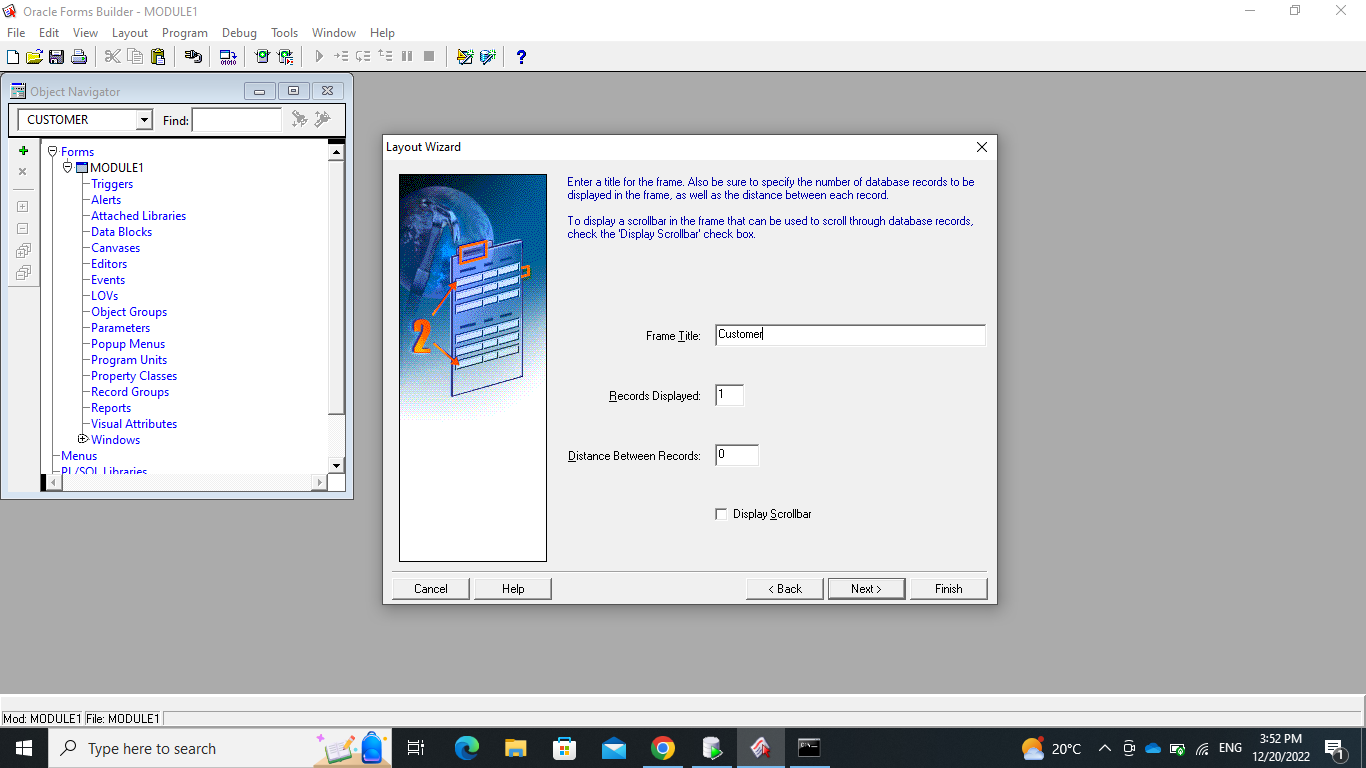 Oracle Forms Builder - MODULE1
File Edit View Layout Program Debug Tools Window Help
Object Navigator
CUSTOMER Find:
Forms
MODULE1
Triggers
Alerts
Attached Libraries
Data Blocks
Canvases
Editors
Events
LOVs
Object Groups
Parameters
Popup Menus
Program Units
Property Classes
Record Groups
Reports
Visual Attributes
Windows
Menus
PL/SQL Libraries
Layout Wizard
Enter a title for the frame. Also be sure to specify the number of database records to be
displayed in the frame, as well as the distance between each record.
To display a scrollbar in the frame that can be used to scroll through database records,
check the 'Display Scrollbar' check box.
2
Frame Title: Customer
Records Displayed: 1
Distance Between Records: 0
Display Scrollbar
Cancel Help < Back Next > Finish
Mod: MODULE1 File: MODULE1
Type here to search
20°C ENG 3:52 PM
12/20/2022
1